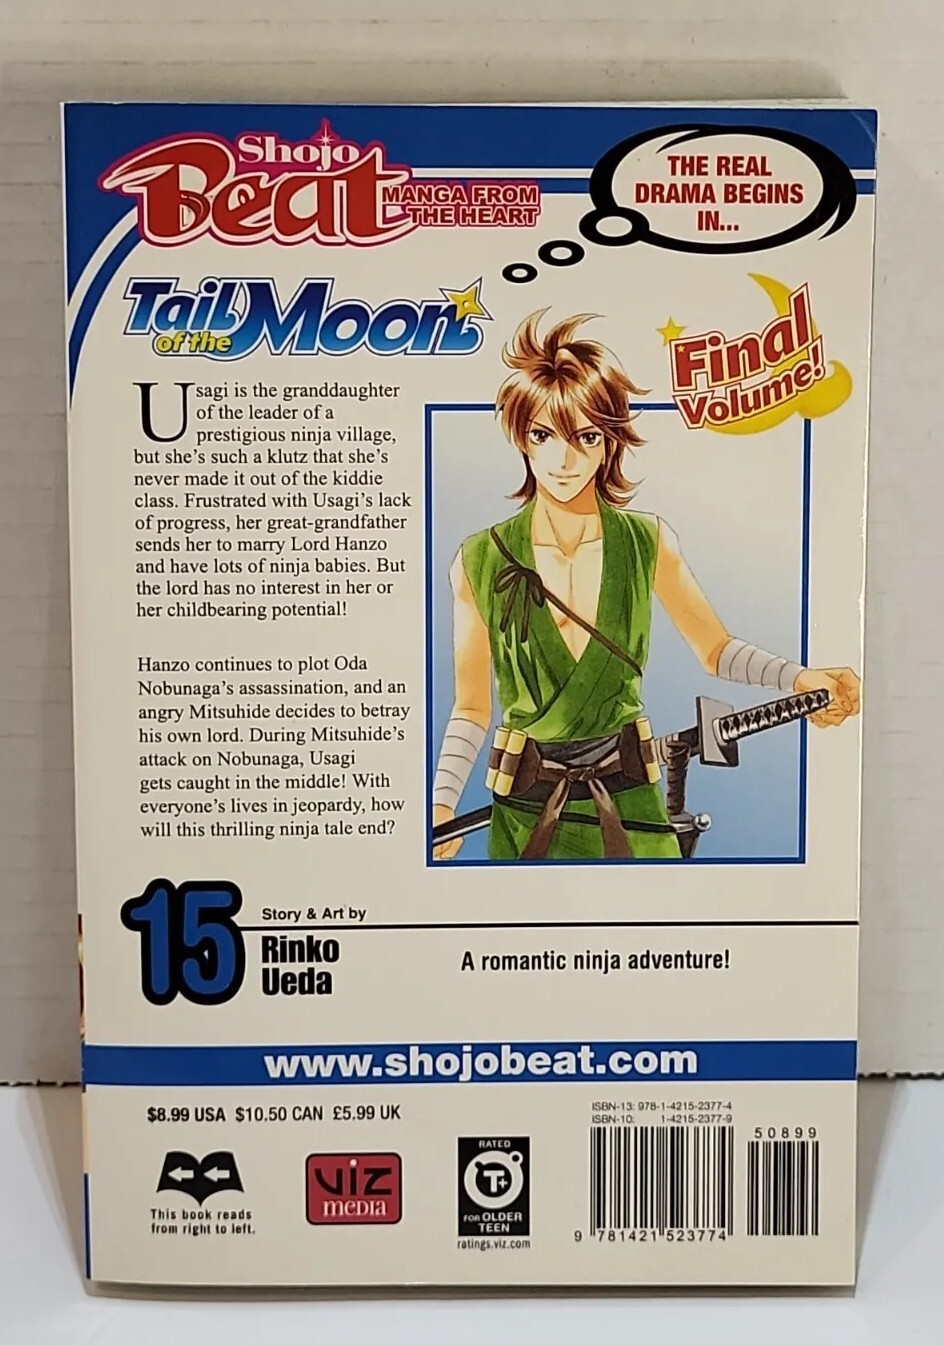 Shojo
Beat
MANGA FROM
THE HEART
THE REAL
DRAMA BEGINS
IN...
Tail
of the
Moon
Final
Volume!
Usagi is the granddaughter
of the leader of a
prestigious ninja village,
but she's such a klutz that she's
never made it out of the kiddie
class. Frustrated with Usagi's lack
of progress, her great-grandfather
sends her to marry Lord Hanzo
and have lots of ninja babies. But
the lord has no interest in her or
her childbearing potential!
Hanzo continues to plot Oda
Nobunaga's assassination, and an
angry Mitsuhide decides to betray
his own lord. During Mitsuhide's
attack on Nobunaga, Usagi
gets caught in the middle! With
everyone's lives in jeopardy, how
will this thrilling ninja tale end?
15
Story & Art by
Rinko
Ueda
A romantic ninja adventure!
www.shojobeat.com
$8.99 USA $10.50 CAN £5.99 UK
This book reads
from right to left.
VIZ
MEDIA
RATED
T+
FOR OLDER
TEEN
ratings.viz.com
ISBN-13: 978-1-4215-2377-4
ISBN-10: 1-4215-2377-9
50899
9 781421 523774